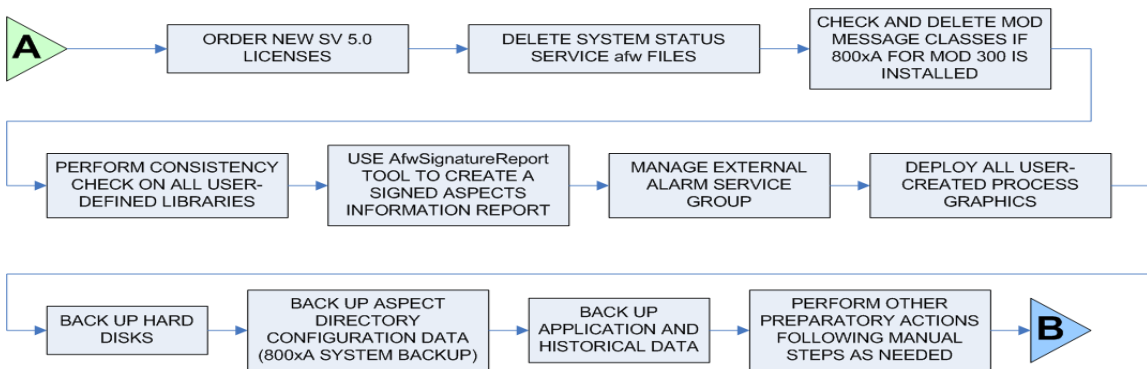 A
ORDER NEW SV 5.0
LICENSES
DELETE SYSTEM STATUS
SERVICE afw FILES
CHECK AND DELETE MOD
MESSAGE CLASSES IF
800xA FOR MOD 300 IS
INSTALLED
PERFORM CONSISTENCY
CHECK ON ALL USER-
DEFINED LIBRARIES
USE AfwSignatureReport
TOOL TO CREATE A
SIGNED ASPECTS
INFORMATION REPORT
MANAGE EXTERNAL
ALARM SERVICE
GROUP
DEPLOY ALL USER-
CREATED PROCESS
GRAPHICS
BACK UP HARD
DISKS
BACK UP ASPECT
DIRECTORY
CONFIGURATION DATA
(800xA SYSTEM BACKUP)
BACK UP
APPLICATION AND
HISTORICAL DATA
PERFORM OTHER
PREPARATORY ACTIONS
FOLLOWING MANUAL
STEPS AS NEEDED
B